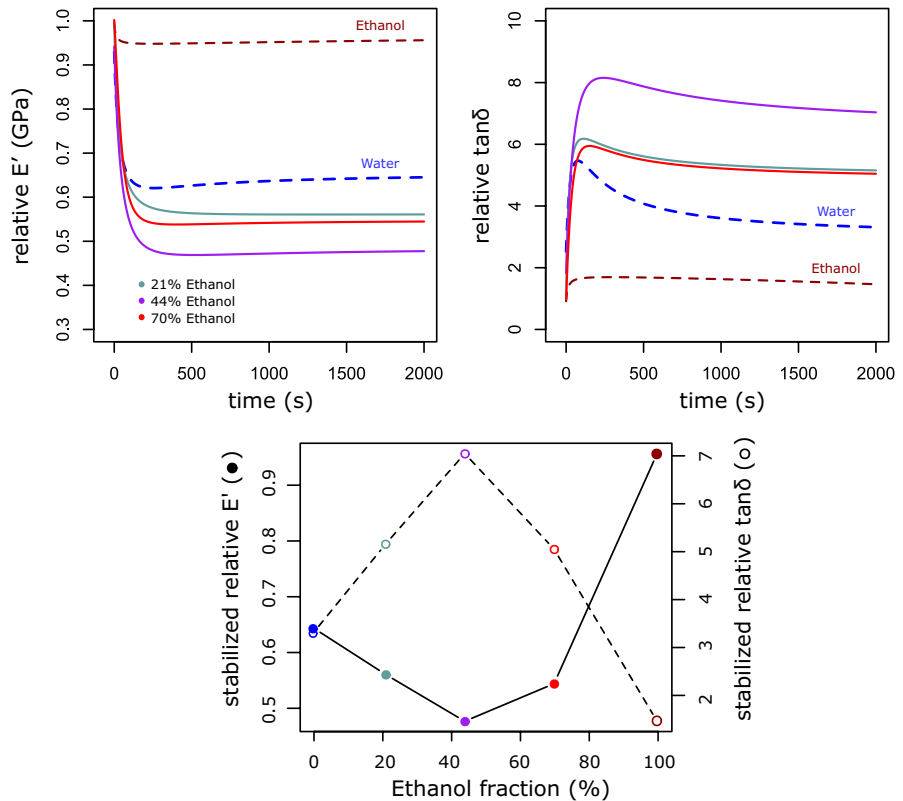 relative E′ (GPa)
1.0
0.9
0.8
0.7
0.6
0.5
0.4
0.3
Ethanol
Water
21% Ethanol
44% Ethanol
70% Ethanol
0 500 1000 1500 2000
time (s)
relative tanδ
10
8
6
4
2
0
Water
Ethanol
0 500 1000 1500 2000
time (s)
stabilized relative E' (●)
0.9
0.8
0.7
0.6
0.5
7
6
5
4
3
2
stabilized relative tanδ (○)
0 20 40 60 80 100
Ethanol fraction (%)